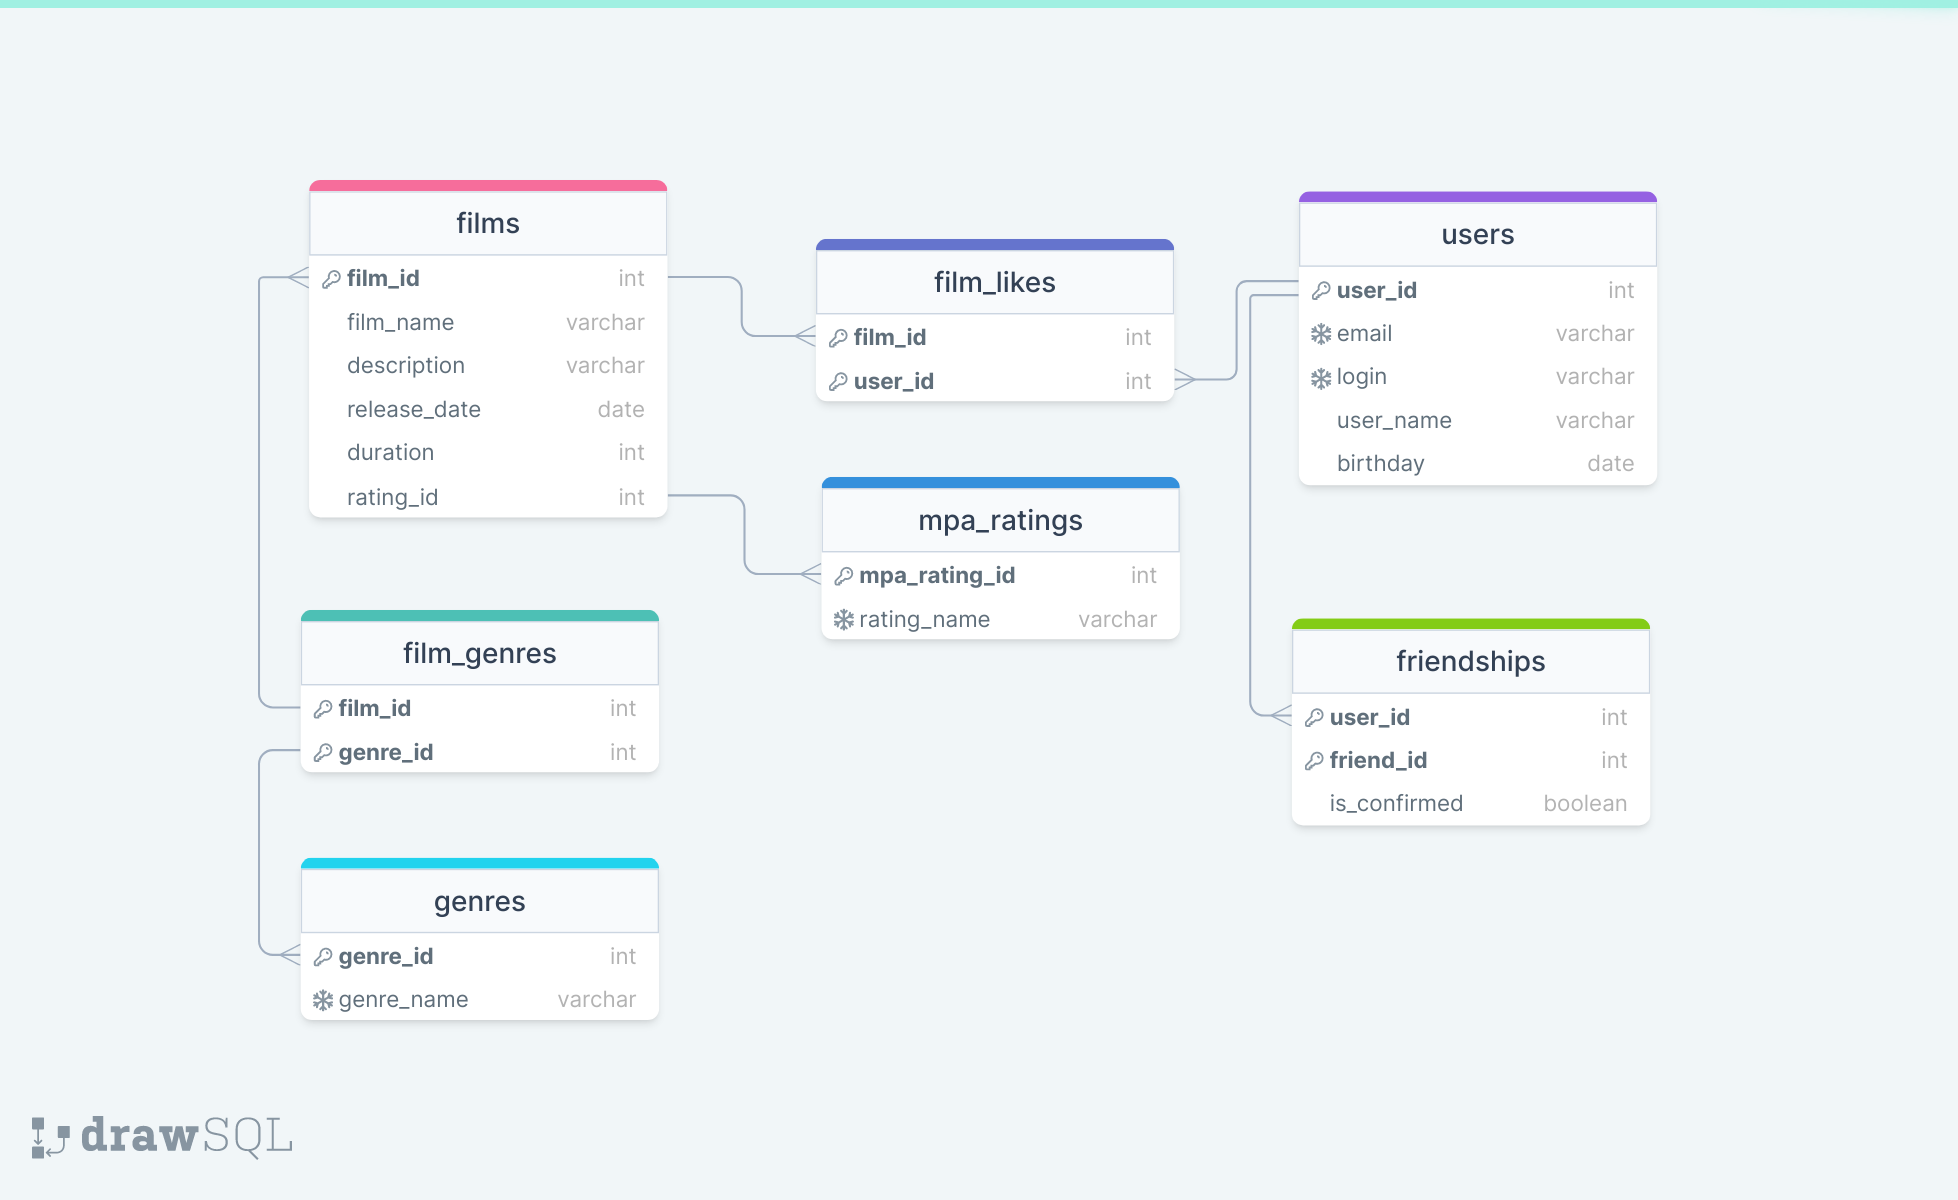 films
film_id int
film_name varchar
description varchar
release_date date
duration int
rating_id int
film_likes
film_id int
user_id int
users
user_id int
email varchar
login varchar
user_name varchar
birthday date
mpa_ratings
mpa_rating_id int
rating_name varchar
film_genres
film_id int
genre_id int
friendships
user_id int
friend_id int
is_confirmed boolean
genres
genre_id int
genre_name varchar
drawSQL